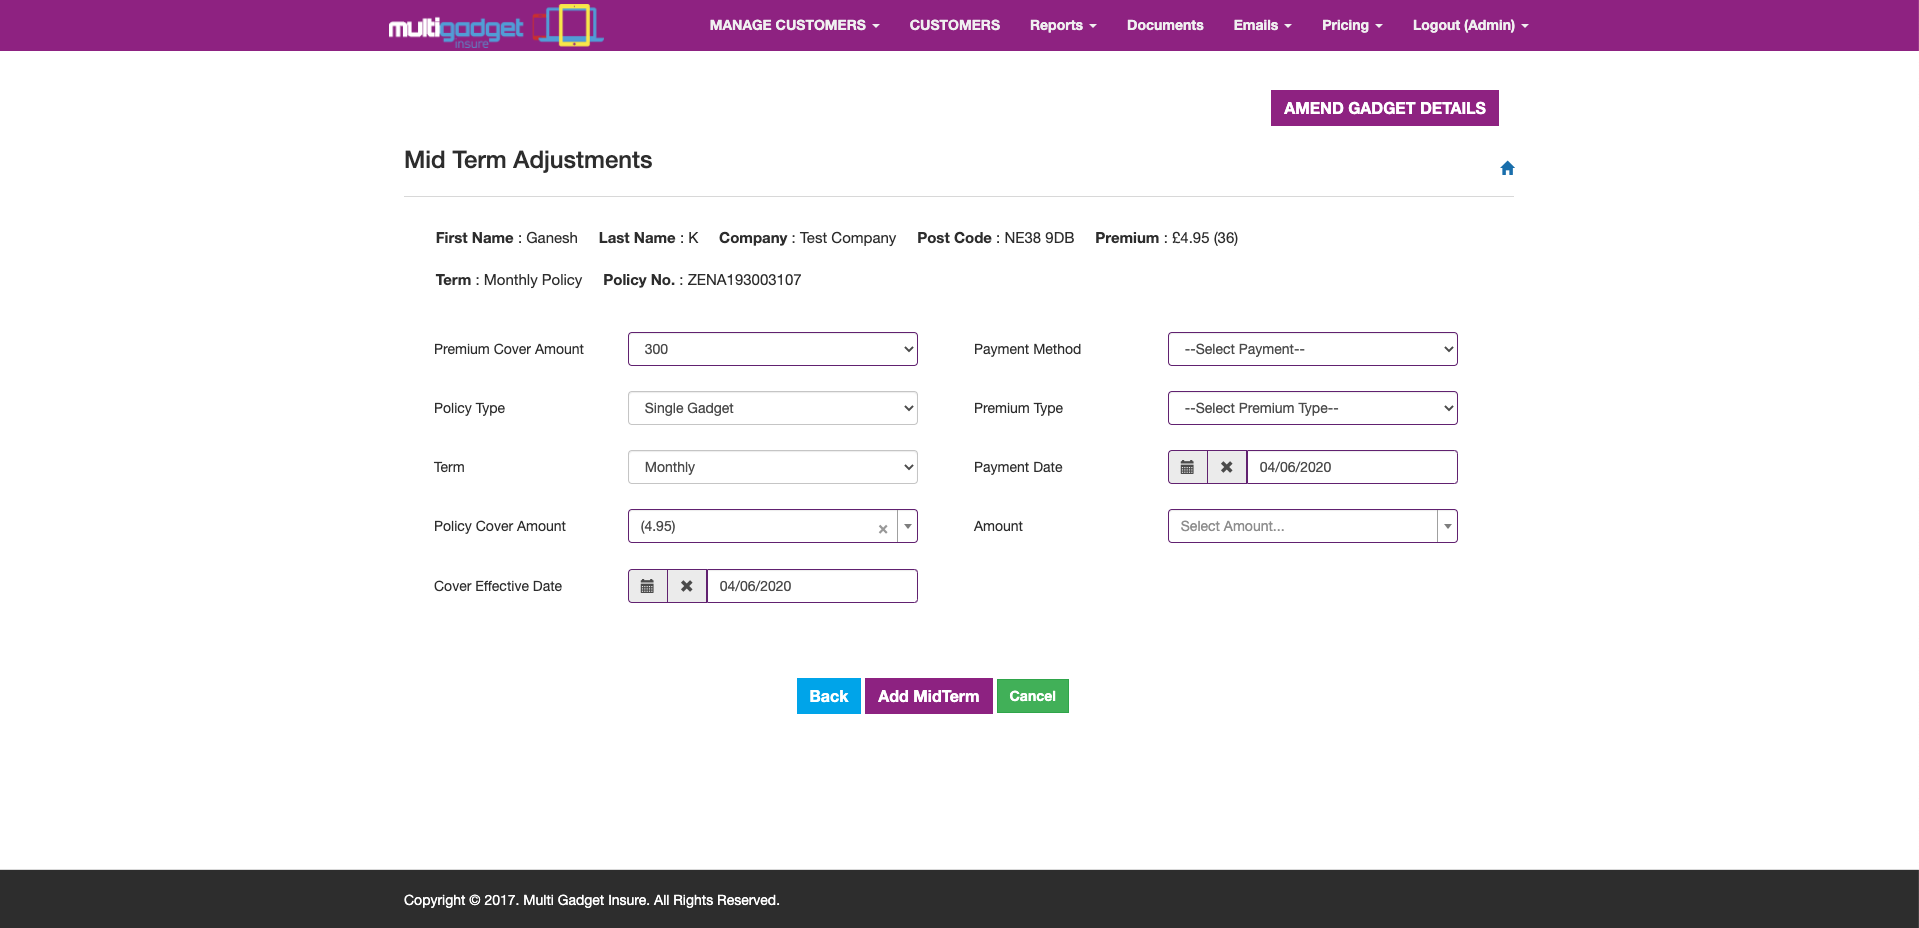 multigadget insure MANAGE CUSTOMERS CUSTOMERS Reports Documents Emails Pricing Logout (Admin)
AMEND GADGET DETAILS
Mid Term Adjustments
First Name : Ganesh Last Name : K Company : Test Company Post Code : NE38 9DB Premium : £4.95 (36)
Term : Monthly Policy Policy No. : ZENA193003107
Premium Cover Amount 300 Payment Method --Select Payment--
Policy Type Single Gadget Premium Type --Select Premium Type--
Term Monthly Payment Date 04/06/2020
Policy Cover Amount (4.95) × Amount Select Amount...
Cover Effective Date 04/06/2020
Back Add MidTerm Cancel
Copyright © 2017. Multi Gadget Insure. All Rights Reserved.